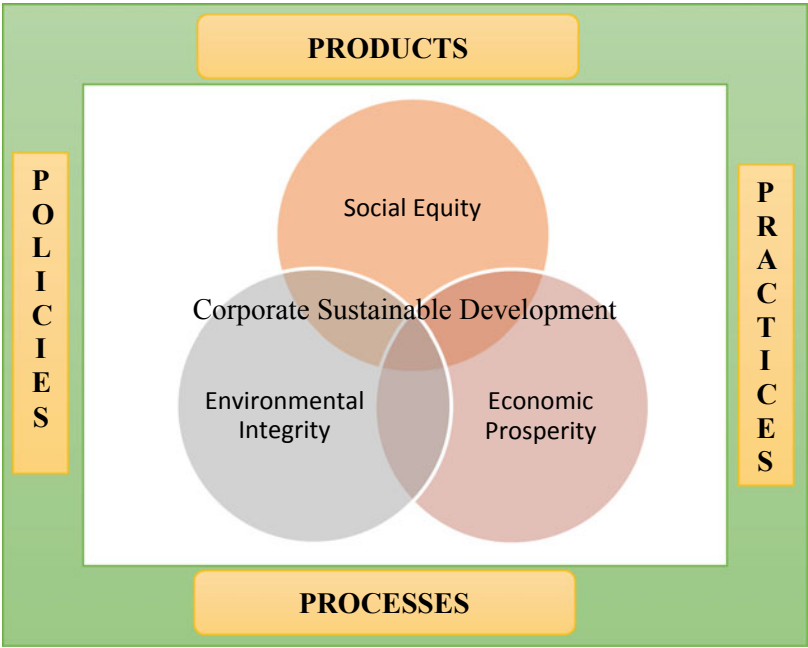 PRODUCTS
POLICIES
Social Equity
PRACTICES
Corporate Sustainable Development
Environmental
Integrity
Economic
Prosperity
PROCESSES